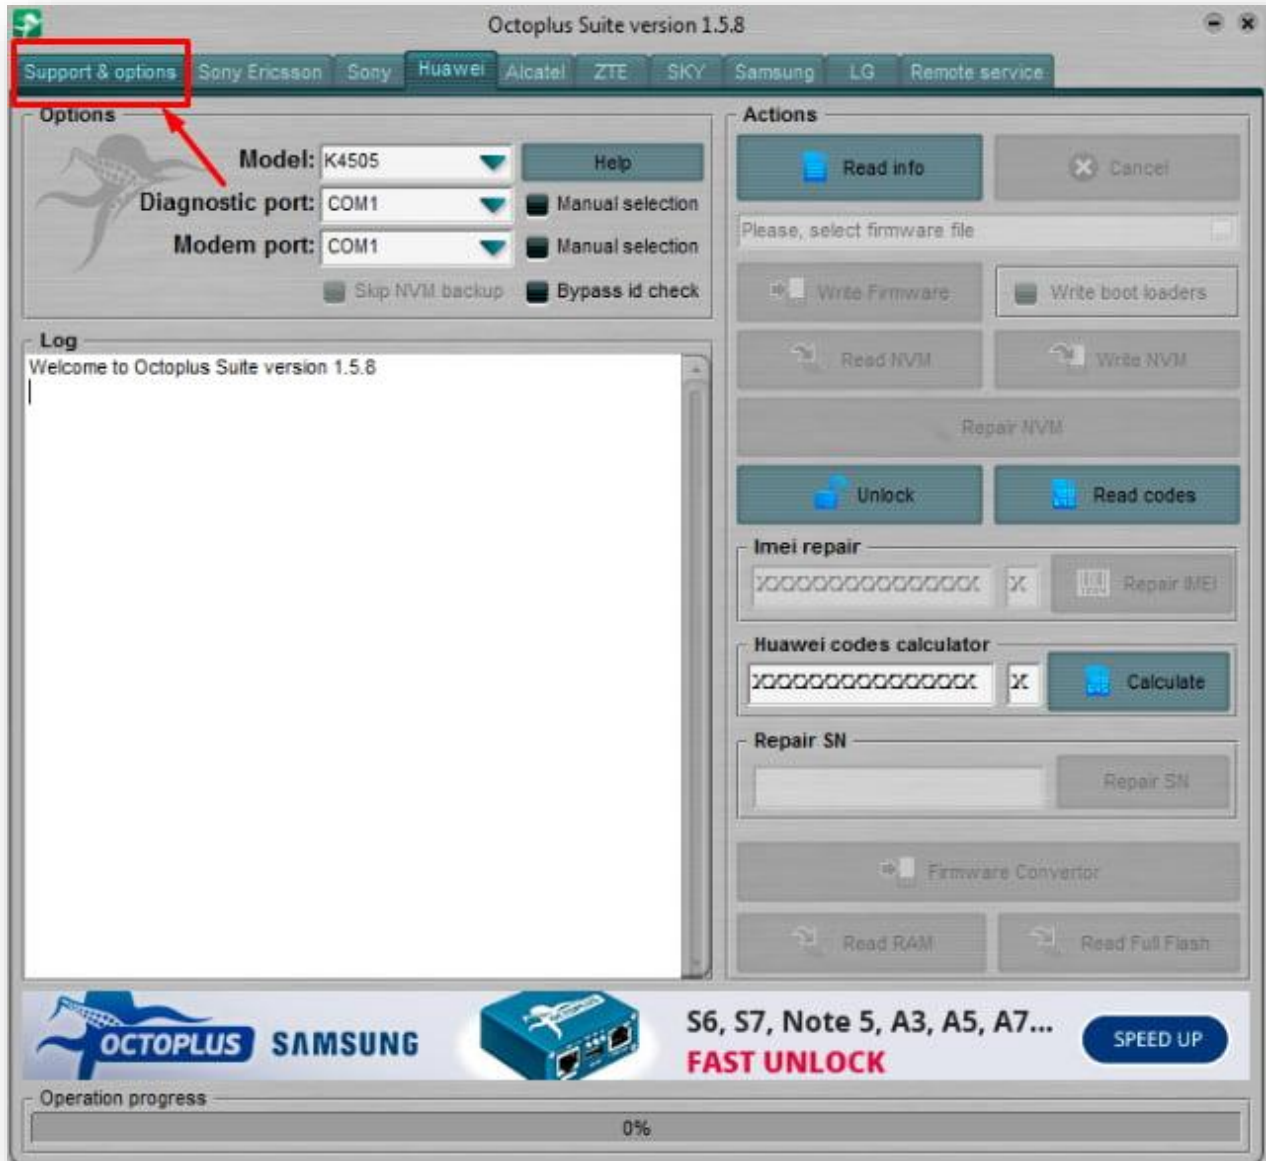 Octoplus Suite version 1.5.8
Support & options Sony Ericsson Sony Huawei Alcatel ZTE SKY Samsung LG Remote service
Options
Model: K4505 Help
Diagnostic port: COM1 Manual selection
Modem port: COM1 Manual selection
Skip NVM backup Bypass id check
Log
Welcome to Octoplus Suite version 1.5.8
Actions
Read info Cancel
Please, select firmware file
Write Firmware Write boot loaders
Read NVM Write NVM
Repair NVM
Unlock Read codes
Imei repair
XXXXXXXXXXXXXX X Repair IMEI
Huawei codes calculator
XXXXXXXXXXXXXX X Calculate
Repair SN
Repair SN
Firmware Convertor
Read RAM Read Full Flash
OCTOPLUS SAMSUNG OCTOPLUS S6, S7, Note 5, A3, A5, A7... SPEED UP
FAST UNLOCK
Operation progress
0%